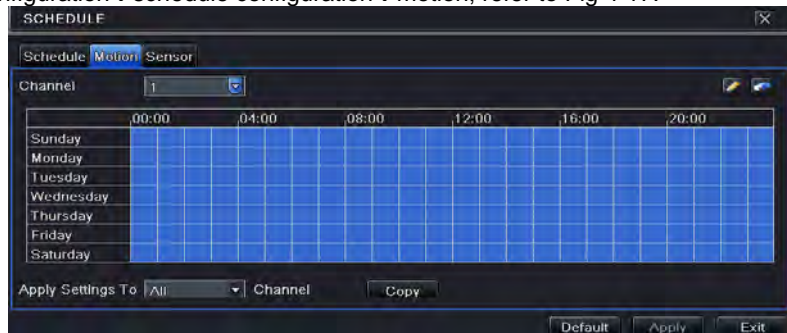 SCHEDULE
Schedule Motion Sensor
Channel 1
00:00 04:00 08:00 12:00 16:00 20:00
Sunday
Monday
Tuesday
Wednesday
Thursday
Friday
Saturday
Apply Settings To All Channel Copy
Default Apply Exit